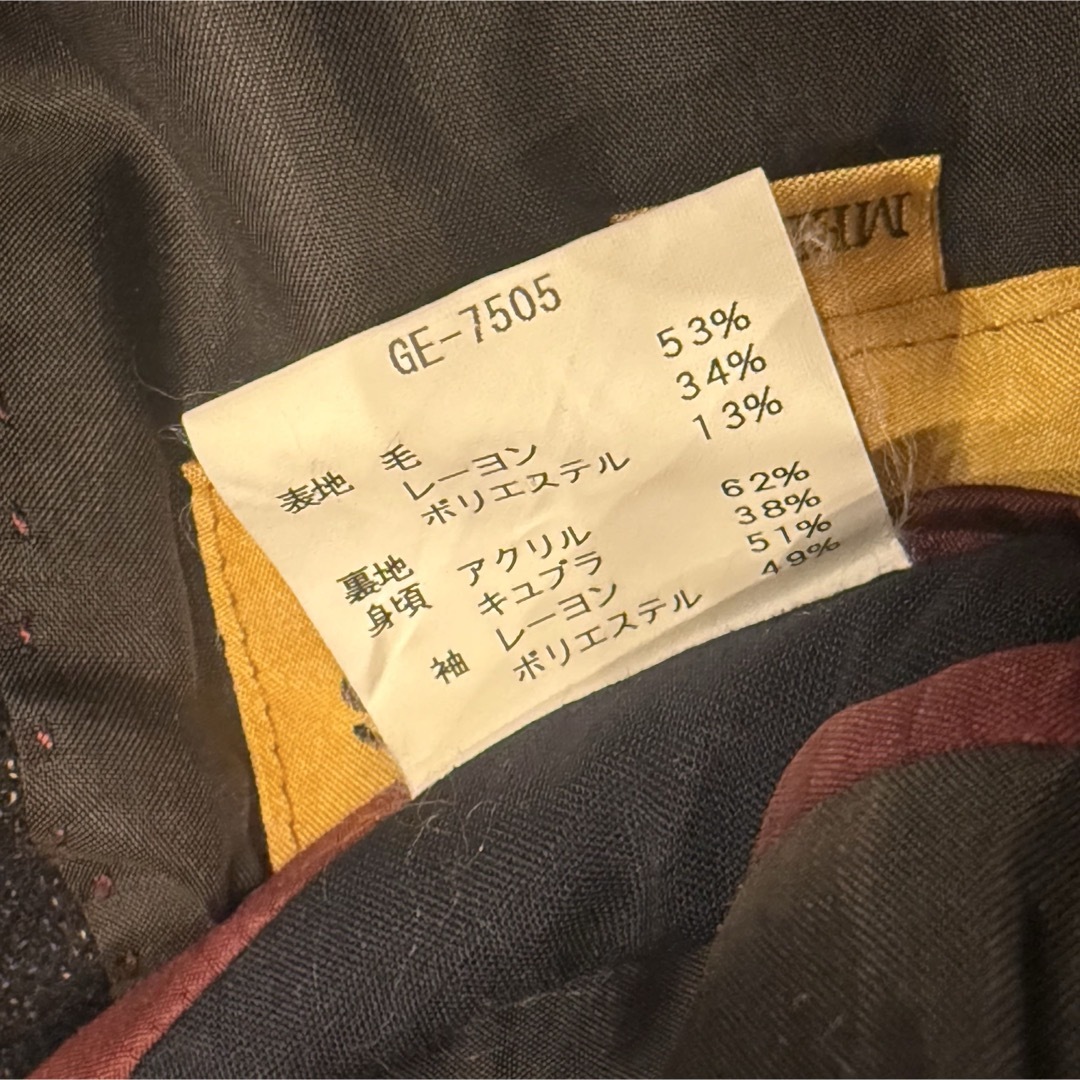 GE-7505
表地 毛 53%
レーヨン 34%
ポリエステル 13%
裏地 アクリル 62%
身頃 キュプラ 38%
袖 レーヨン 51%
ポリエステル 49%